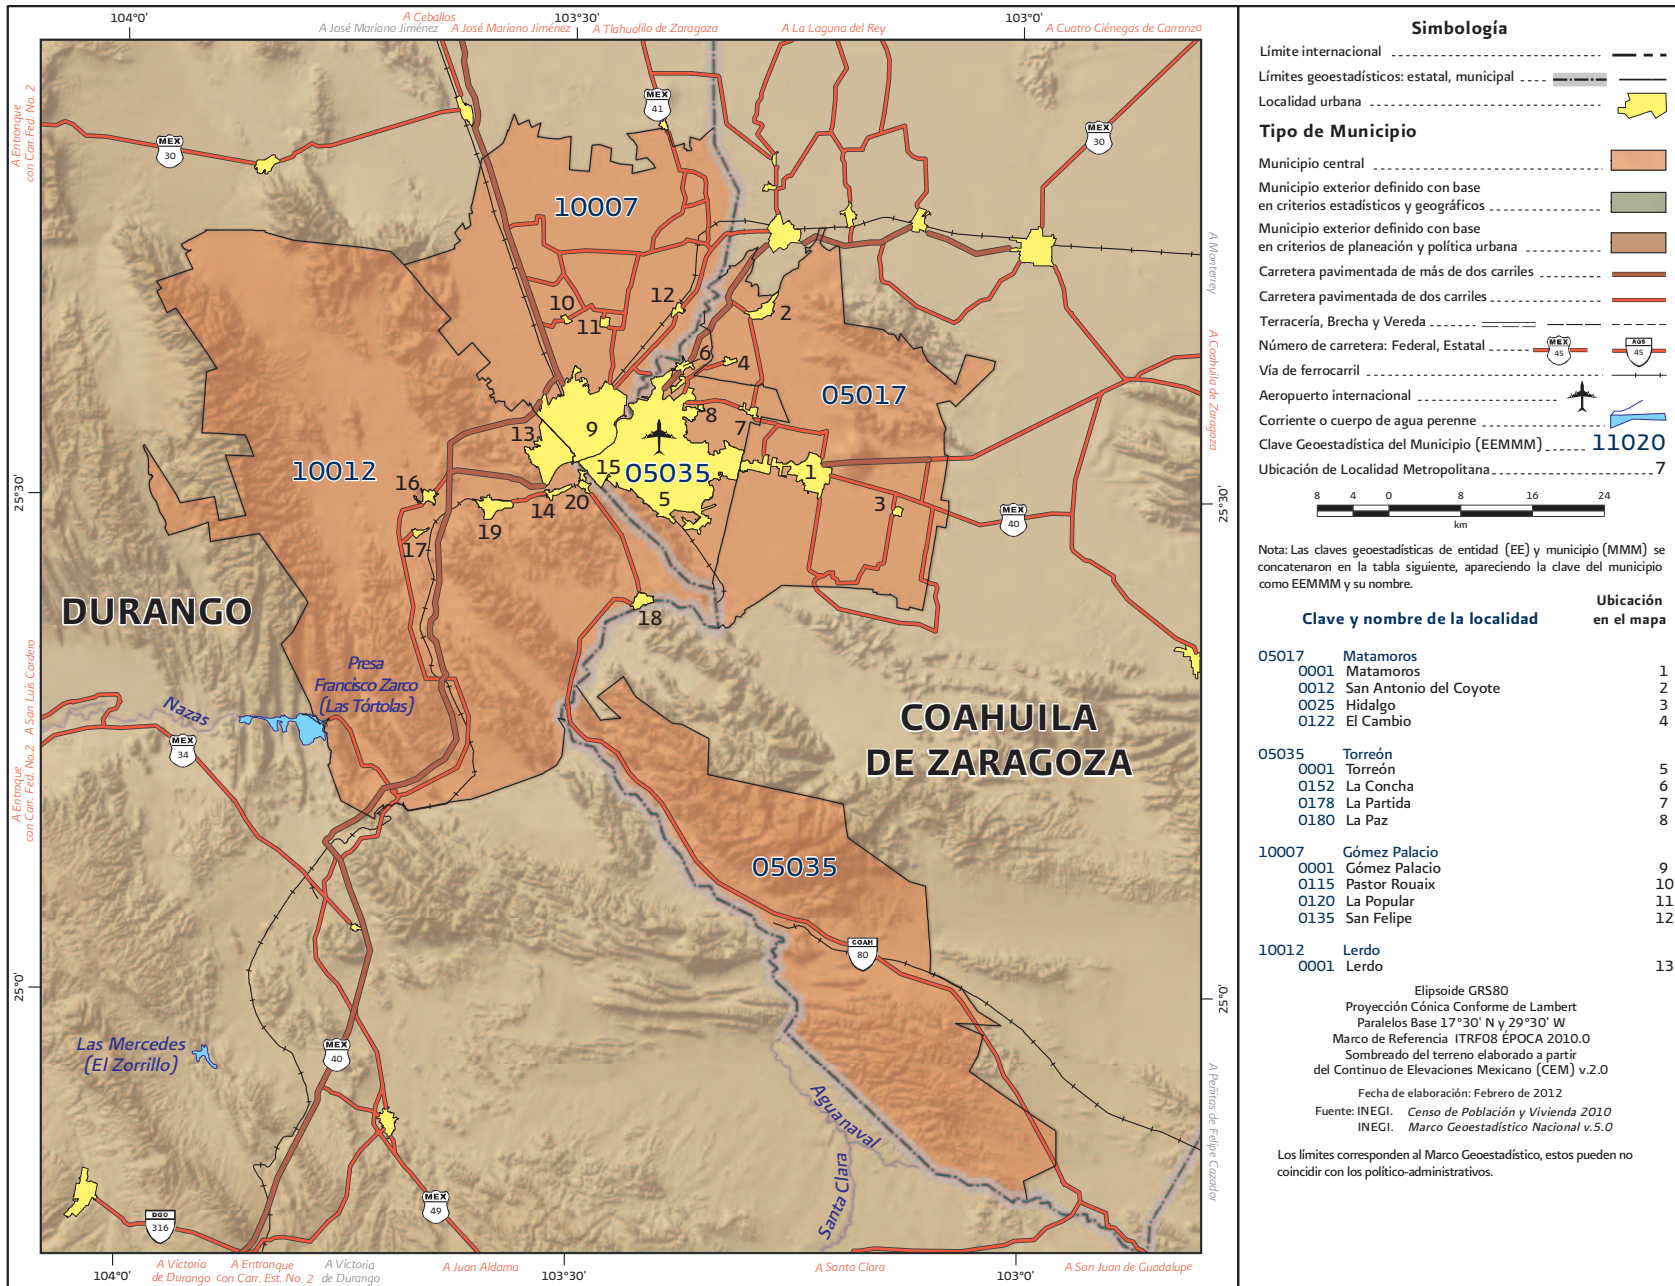 104°0'
103°30'
103°0'
A Ceballos
A José Mariano Jiménez
A José Mariano Jiménez
A Tlahualilo de Zaragoza
A La Laguna del Rey
A Cuatro Ciénegas de Carranza
A Entronque
con Carr.Fed. No. 2
MEX
30
MEX
41
MEX
30
10007
10
11
12
2
6
4
05017
8
7
9
13
05035
15
1
10012
16
5
3
20
14
19
17
MEX
40
25°30'
25°30'
A Monterrey
A Coahuila de Zaragoza
DURANGO
18
Presa
Francisco Zarco
(Las Tórtolas)
Nazas
MEX
34
A San Luis Cordero
A Entroque
con Carr. Fed. No.2
COAHUILA
DE ZARAGOZA
05035
COAH
80
25°0'
25°0'
Las Mercedes
(El Zorrillo)
MEX
40
Aguanaval
Santa Clara
A Peñitas de Felipe Cazador
MEX
49
DGO
316
104°0'
103°30'
103°0'
A Victoria
de Durango
A Entronque
con Carr. Est. No. 2
A Victoria
de Durango
A Juan Aldama
A Santa Clara
A San Juan de Guadalupe
Simbología
Límite internacional
Límites geoestadísticos: estatal, municipal
Localidad urbana
Tipo de Municipio
Municipio central
Municipio exterior definido con base
en criterios estadísticos y geográficos
Municipio exterior definido con base
en criterios de planeación y política urbana
Carretera pavimentada de más de dos carriles
Carretera pavimentada de dos carriles
Terracería, Brecha y Vereda
Número de carretera: Federal, Estatal MEX 45 AGS 45
Vía de ferrocarril
Aeropuerto internacional
Corriente o cuerpo de agua perenne
Clave Geoestadística del Municipio (EEMMM) 11020
Ubicación de Localidad Metropolitana 7
8 4 0 8 16 24
km
Nota: Las claves geoestadísticas de entidad (EE) y municipio (MMM) se
concatenaron en la tabla siguiente, apareciendo la clave del municipio
como EEMMM y su nombre.
Clave y nombre de la localidad
Ubicación
en el mapa
05017 Matamoros
0001 Matamoros 1
0012 San Antonio del Coyote 2
0025 Hidalgo 3
0122 El Cambio 4
05035 Torreón
0001 Torreón 5
0152 La Concha 6
0178 La Partida 7
0180 La Paz 8
10007 Gómez Palacio
0001 Gómez Palacio 9
0115 Pastor Rouaix 10
0120 La Popular 11
0135 San Felipe 12
10012 Lerdo
0001 Lerdo 13
Elipsoide GRS80
Proyección Cónica Conforme de Lambert
Paralelos Base 17°30' N y 29°30' W
Marco de Referencia ITRF08 ÉPOCA 2010.0
Sombreado del terreno elaborado a partir
del Continuo de Elevaciones Mexicano (CEM) v.2.0
Fecha de elaboración: Febrero de 2012
Fuente: INEGI. Censo de Población y Vivienda 2010
INEGI. Marco Geoestadístico Nacional v.5.0
Los límites corresponden al Marco Geoestadístico, estos pueden no
coincidir con los político-administrativos.